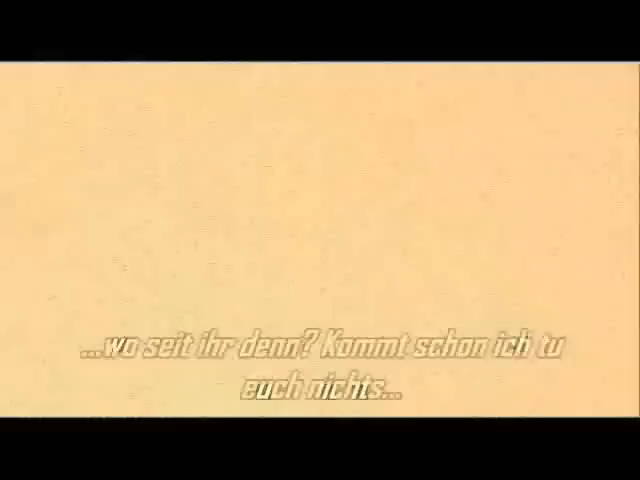 ...wo seit ihr denn? Kommt schon ich tu
euch nichts...